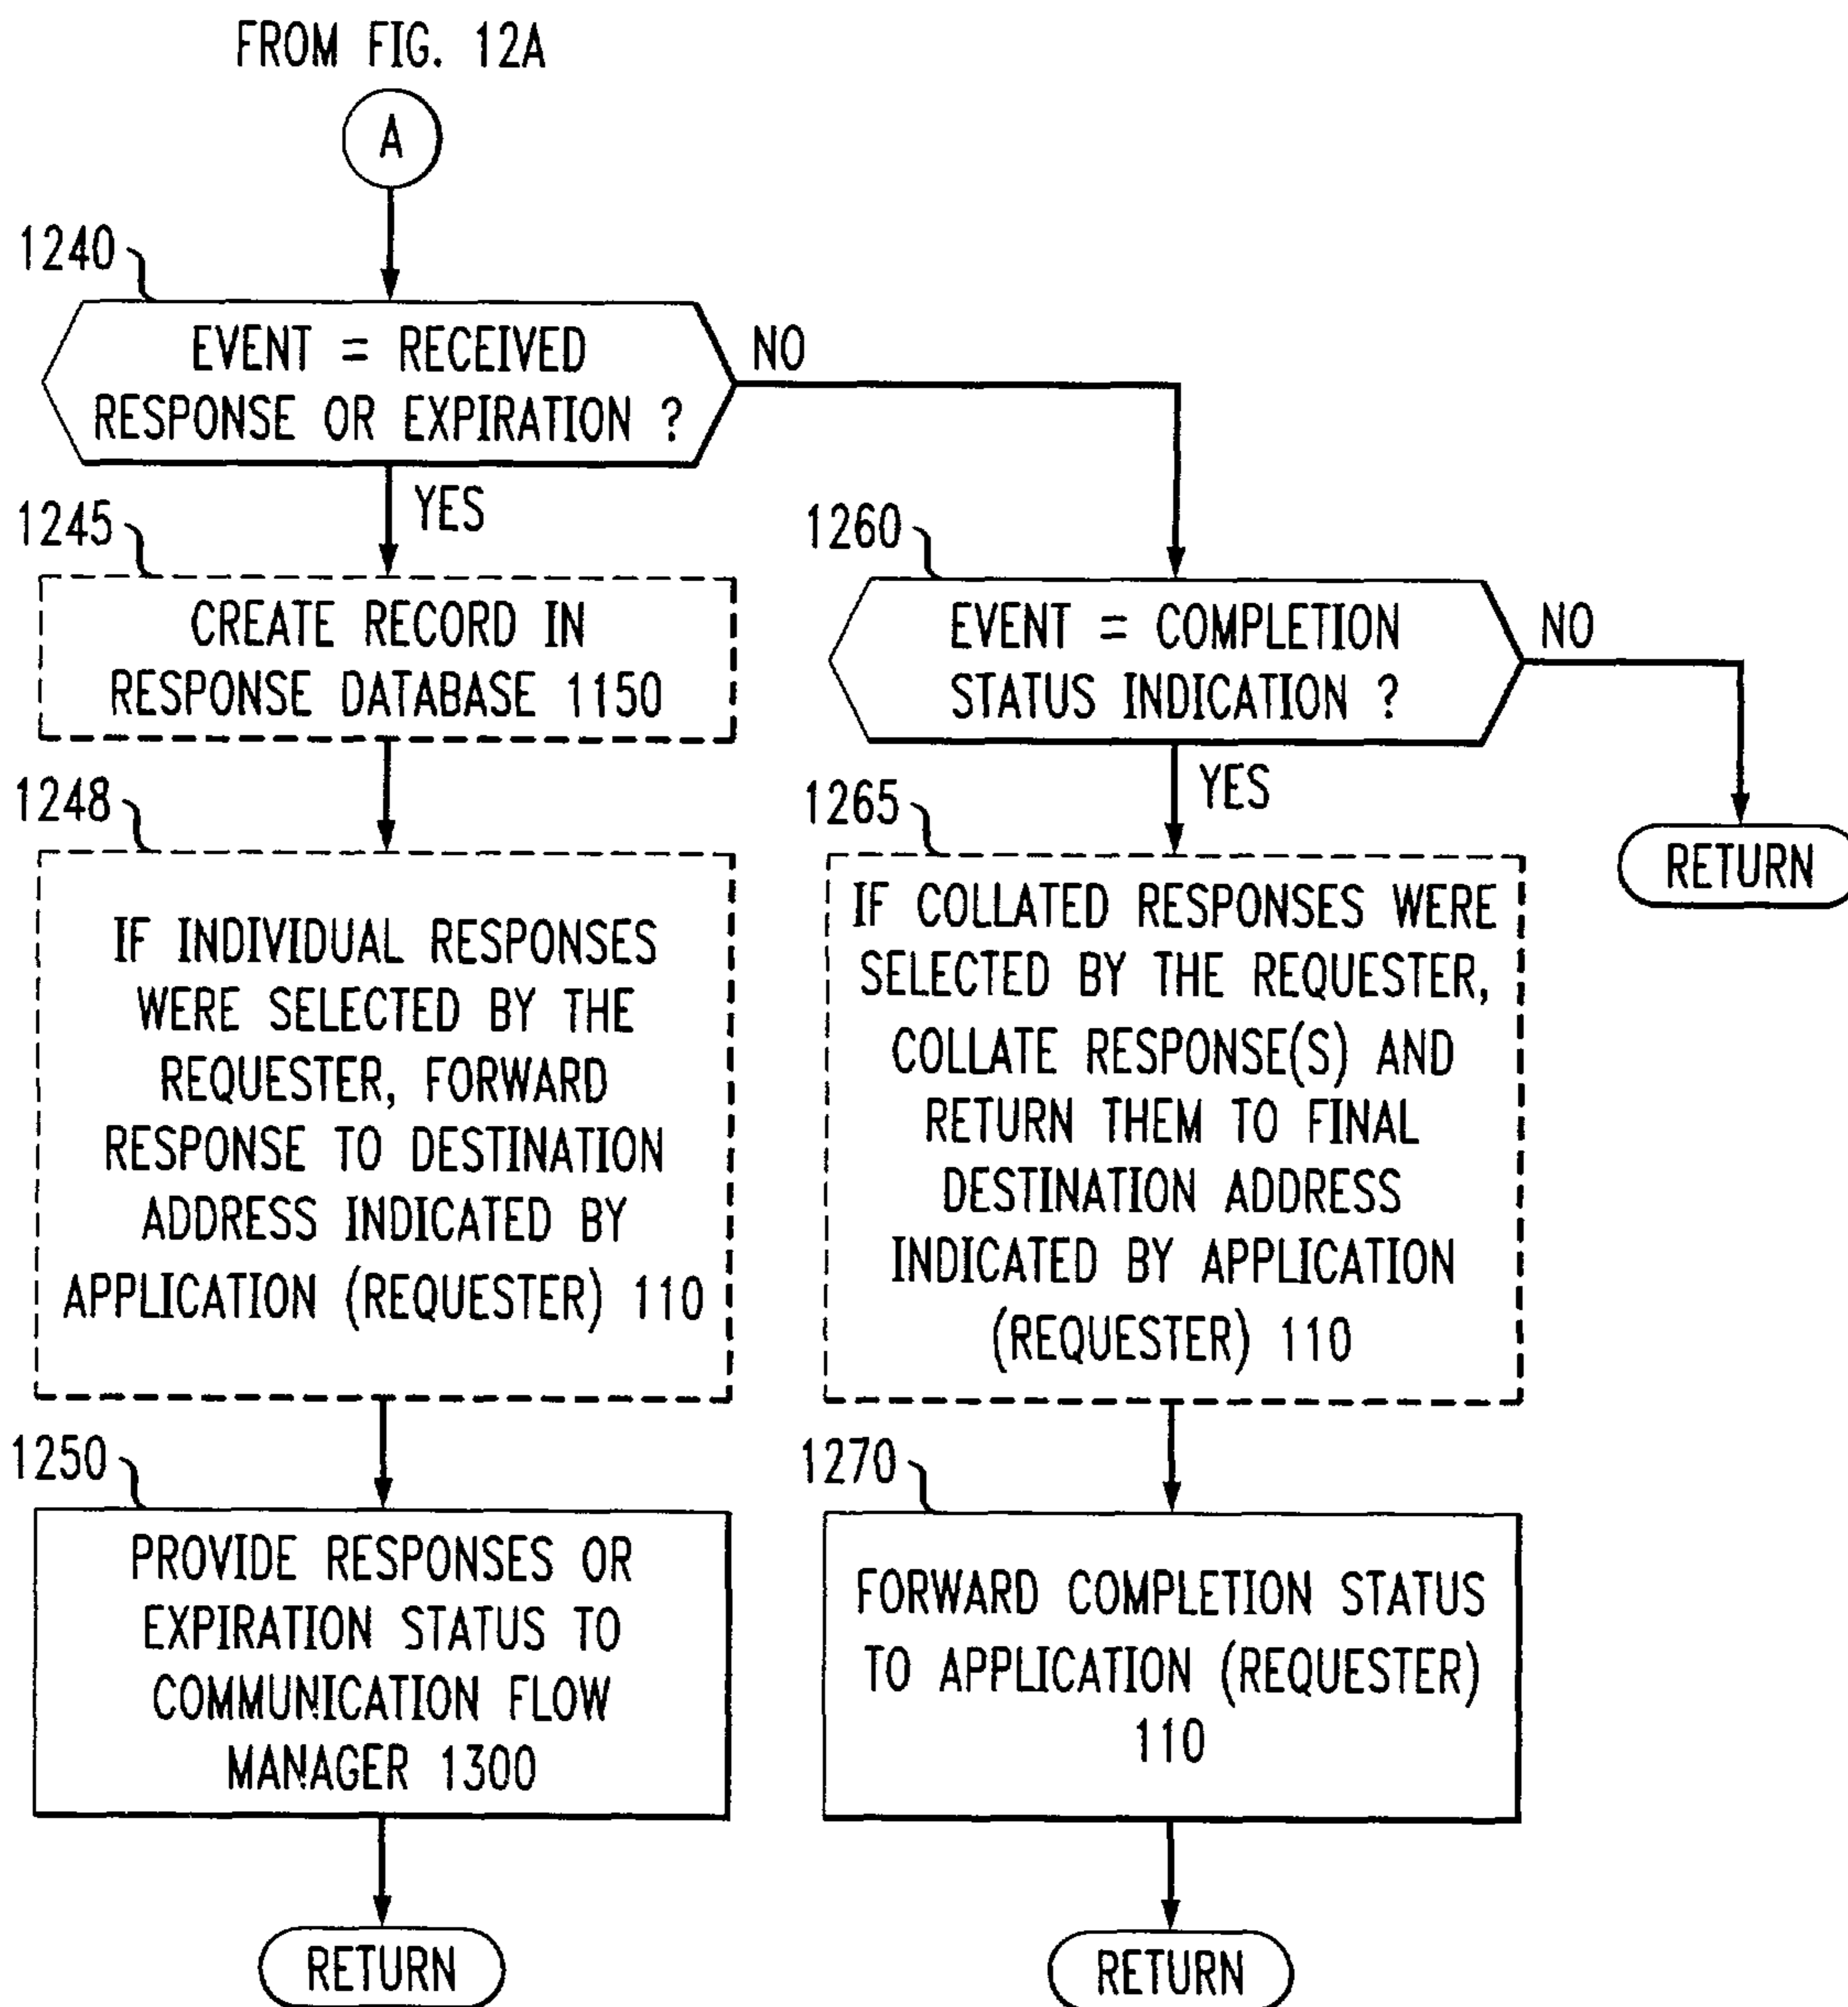 FROM FIG. 12A
A
1240
EVENT = RECEIVED
RESPONSE OR EXPIRATION ?
NO
YES
1245
CREATE RECORD IN
RESPONSE DATABASE 1150
1248
IF INDIVIDUAL RESPONSES
WERE SELECTED BY THE
REQUESTER, FORWARD
RESPONSE TO DESTINATION
ADDRESS INDICATED BY
APPLICATION (REQUESTER) 110
1250
PROVIDE RESPONSES OR
EXPIRATION STATUS TO
COMMUNICATION FLOW
MANAGER 1300
RETURN
1260
EVENT = COMPLETION
STATUS INDICATION ?
NO
RETURN
YES
1265
IF COLLATED RESPONSES WERE
SELECTED BY THE REQUESTER,
COLLATE RESPONSE(S) AND
RETURN THEM TO FINAL
DESTINATION ADDRESS
INDICATED BY APPLICATION
(REQUESTER) 110
1270
FORWARD COMPLETION STATUS
TO APPLICATION (REQUESTER)
110
RETURN